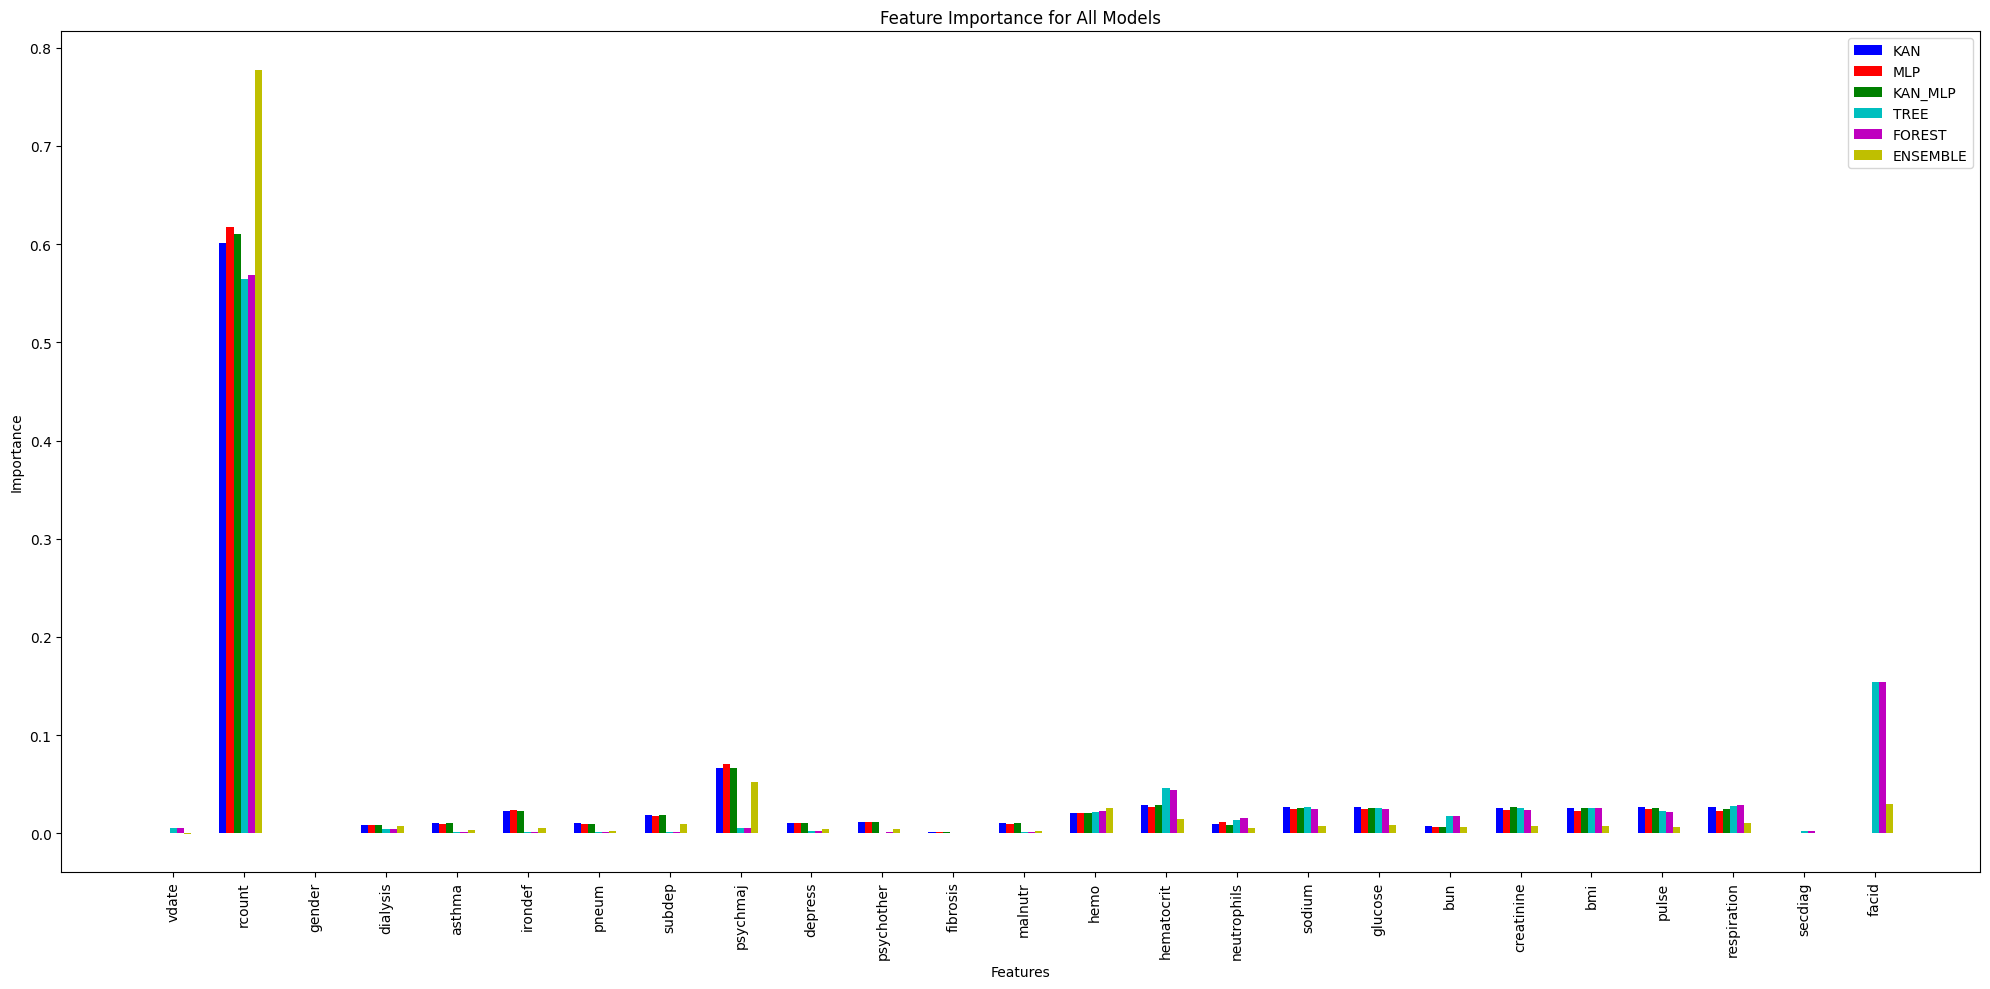 Feature Importance for All Models
KAN
MLP
KAN_MLP
TREE
FOREST
ENSEMBLE
Importance
0.8
0.7
0.6
0.5
0.4
0.3
0.2
0.1
0.0
vdate
rcount
gender
dialysis
asthma
irondef
pneum
subdep
psychmaj
depress
psychother
fibrosis
malnutr
hemo
hematocrit
neutrophils
sodium
glucose
bun
creatinine
bmi
pulse
respiration
secdiag
facid
Features